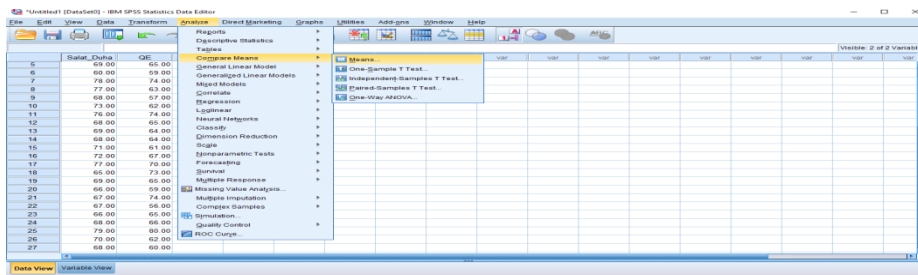 *Untitled1 [DataSet0] - IBM SPSS Statistics Data Editor
File Edit View Data Transform Analyze Direct Marketing Graphs Utilities Add-ons Window Help
Visible: 2 of 2 Variabl
Reports
Descriptive Statistics
Tables
Compare Means
General Linear Model
Generalized Linear Models
Mixed Models
Correlate
Regression
Loglinear
Neural Networks
Classify
Dimension Reduction
Scale
Nonparametric Tests
Forecasting
Survival
Multiple Response
Missing Value Analysis...
Multiple Imputation
Complex Samples
Simulation...
Quality Control
ROC Curve...
Means...
One-Sample T Test...
Independent-Samples T Test...
Paired-Samples T Test...
One-Way ANOVA...
Salat_Duha QE var var var var var var var var
5 69.00 65.00
6 60.00 59.00
7 78.00 74.00
8 77.00 63.00
9 68.00 57.00
10 73.00 62.00
11 76.00 74.00
12 68.00 65.00
13 69.00 64.00
14 68.00 64.00
15 71.00 61.00
16 72.00 67.00
17 77.00 70.00
18 65.00 73.00
19 69.00 65.00
20 66.00 59.00
21 67.00 74.00
22 67.00 56.00
23 66.00 65.00
24 68.00 66.00
25 79.00 80.00
26 70.00 62.00
27 68.00 60.00
Data View Variable View